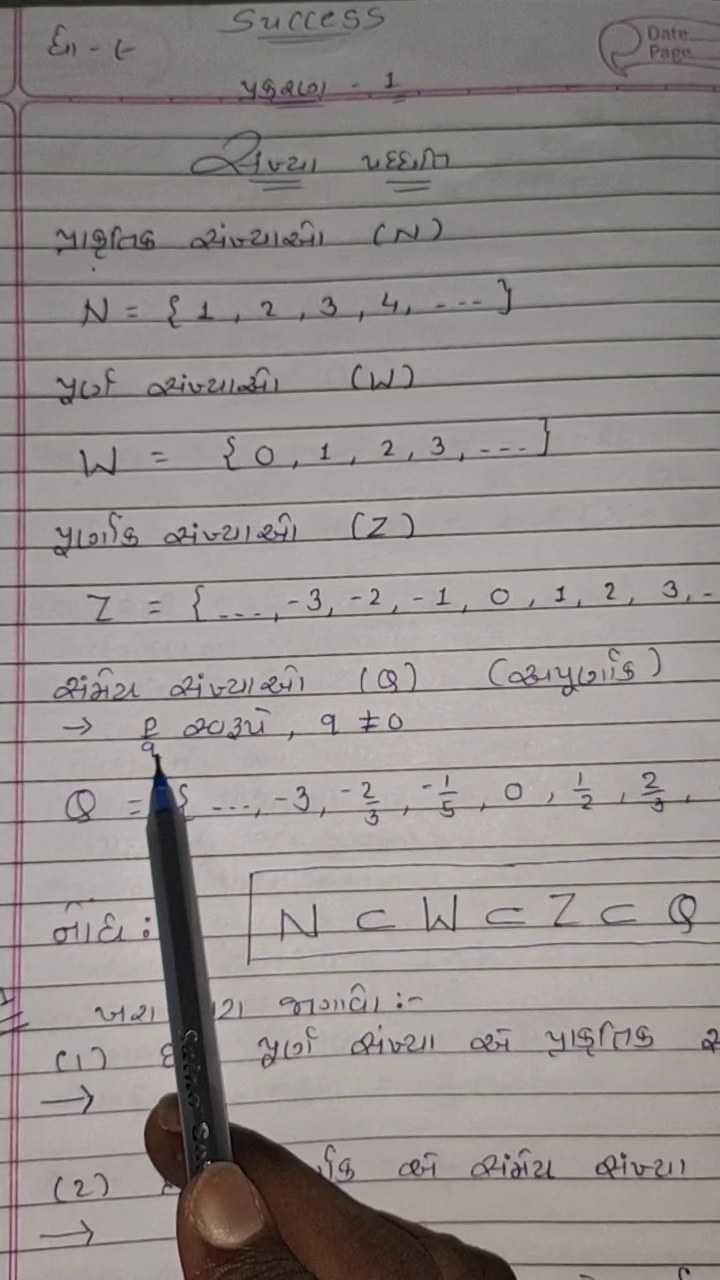 Success
ધો - ૯
Date
Page
પ્રકરણ - 1
સંખ્યા પદ્ધતિ
પ્રાકૃતિક સંખ્યાઓ (N)
N = { 1 , 2 , 3 , 4, --- }
પૂર્ણ સંખ્યાઓ (W)
W = { 0 , 1 , 2 , 3 , --- }
પૂર્ણાંક સંખ્યાઓ (Z)
Z = { ---, -3, -2, -1, 0, 1, 2, 3, -
સંમેય સંખ્યાઓ (Q) (અપૂર્ણાંક)
→ p/q સ્વરૂપે, q ≠ 0
Q = { ---, -3, -2/3, -1/5, 0, 1/2, 2/3,
નોંધ : N ⊂ W ⊂ Z ⊂ Q
જણાવો :-
(1) પૂર્ણ સંખ્યા એ પ્રાકૃતિક
→
(2) એ સંમેય સંખ્યા
→